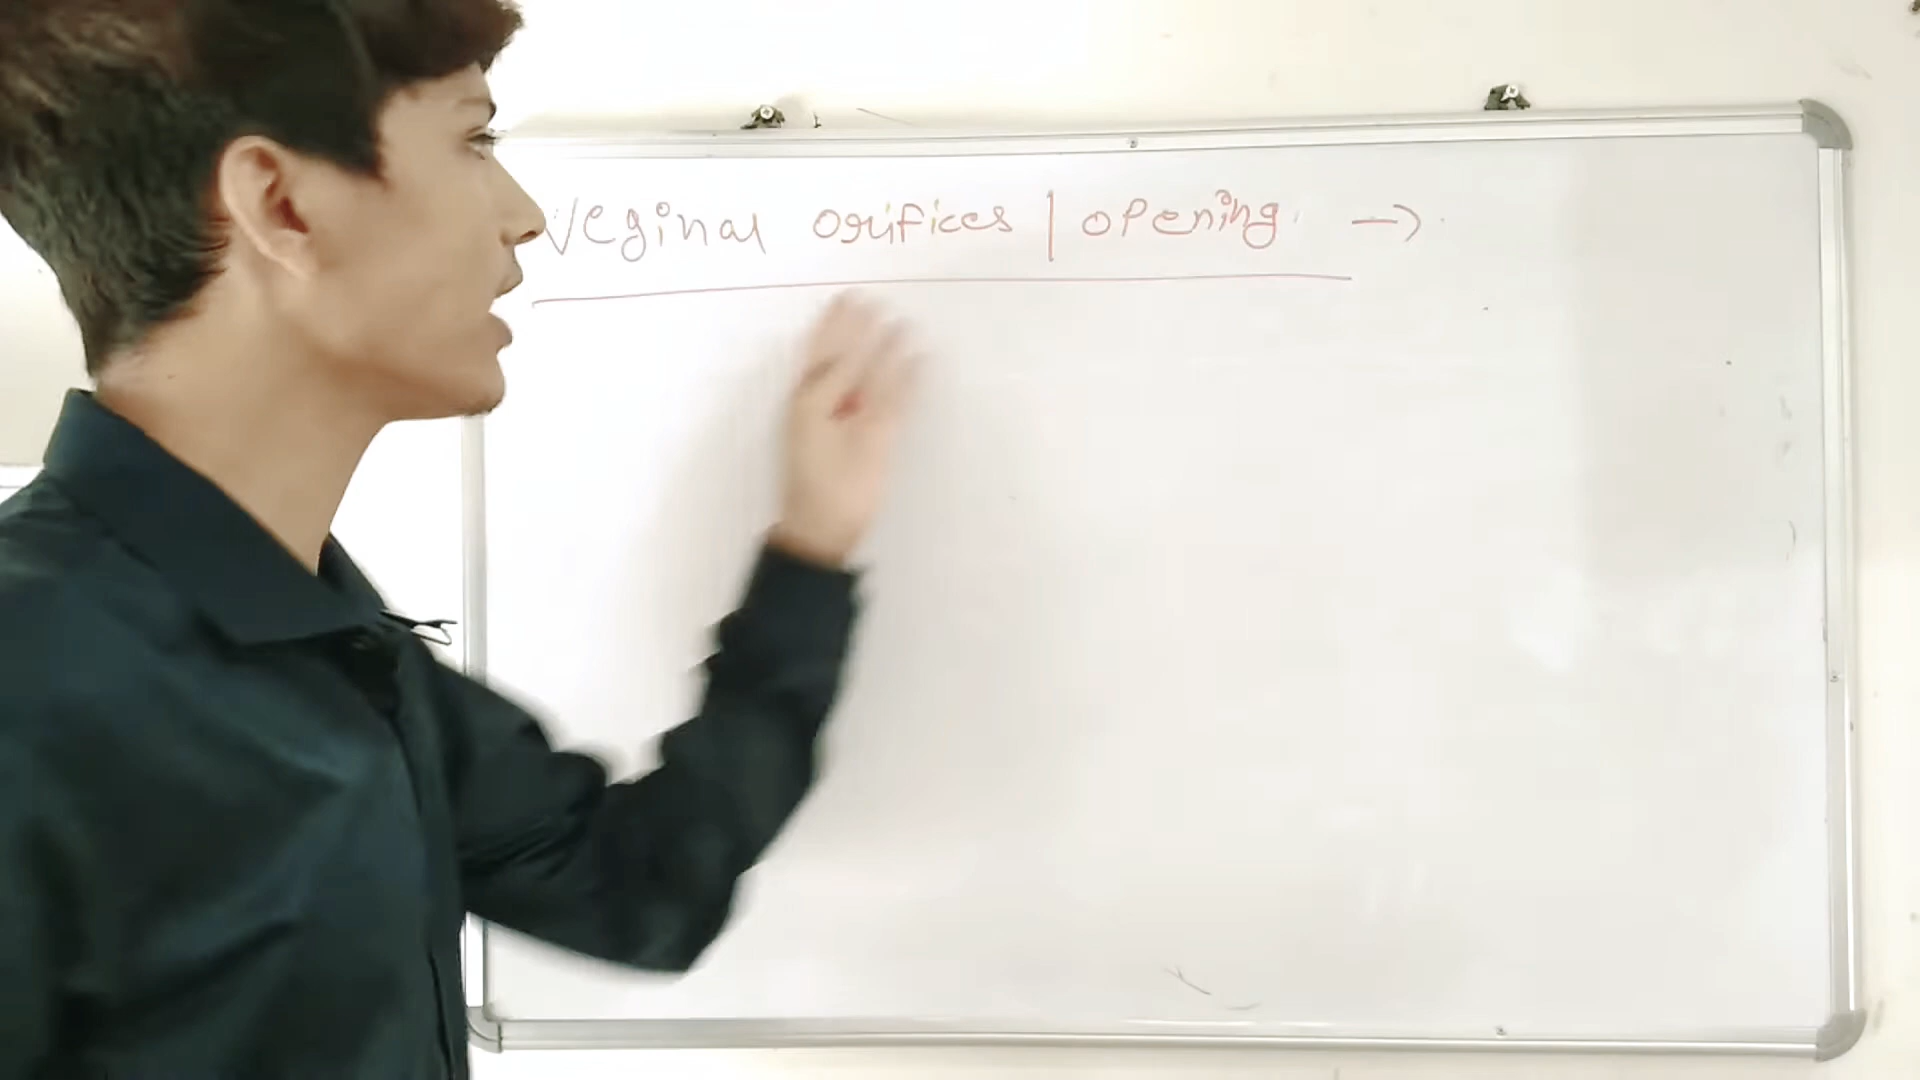 Veginal orifices | opening. →